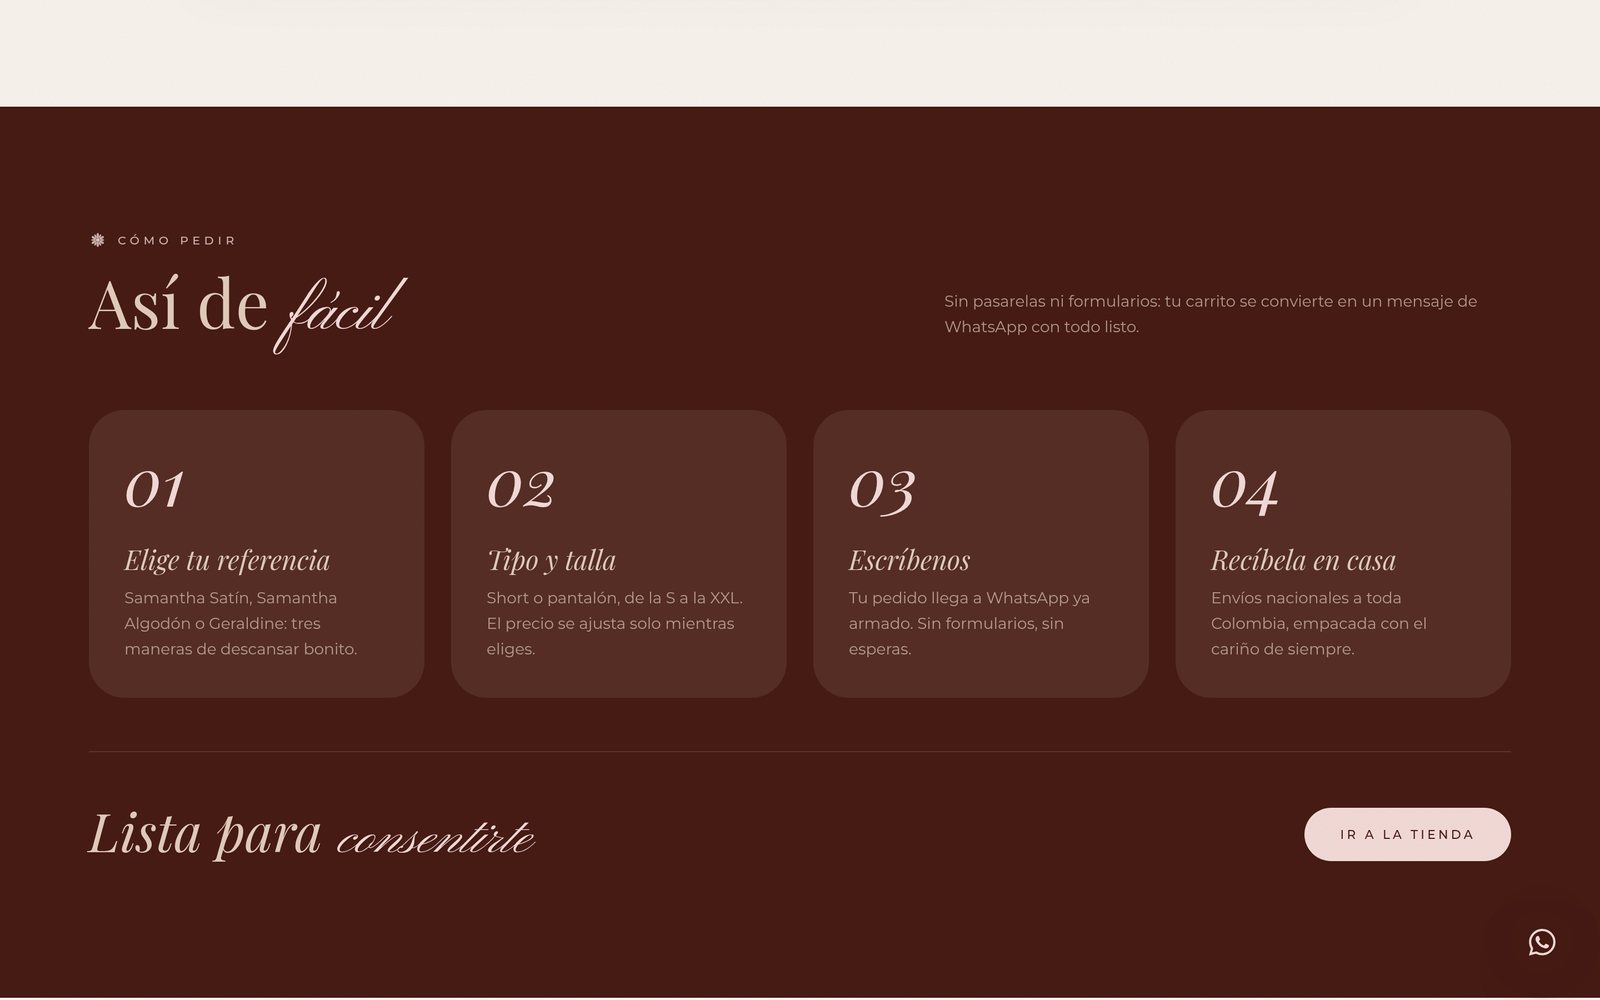 CÓMO PEDIR
Así de fácil
Sin pasarelas ni formularios: tu carrito se convierte en un mensaje de
WhatsApp con todo listo.
01
Elige tu referencia
Samantha Satín, Samantha
Algodón o Geraldine: tres
maneras de descansar bonito.
02
Tipo y talla
Short o pantalón, de la S a la XXL.
El precio se ajusta solo mientras
eliges.
03
Escríbenos
Tu pedido llega a WhatsApp ya
armado. Sin formularios, sin
esperas.
04
Recíbela en casa
Envíos nacionales a toda
Colombia, empacada con el
cariño de siempre.
Lista para consentirte
IR A LA TIENDA